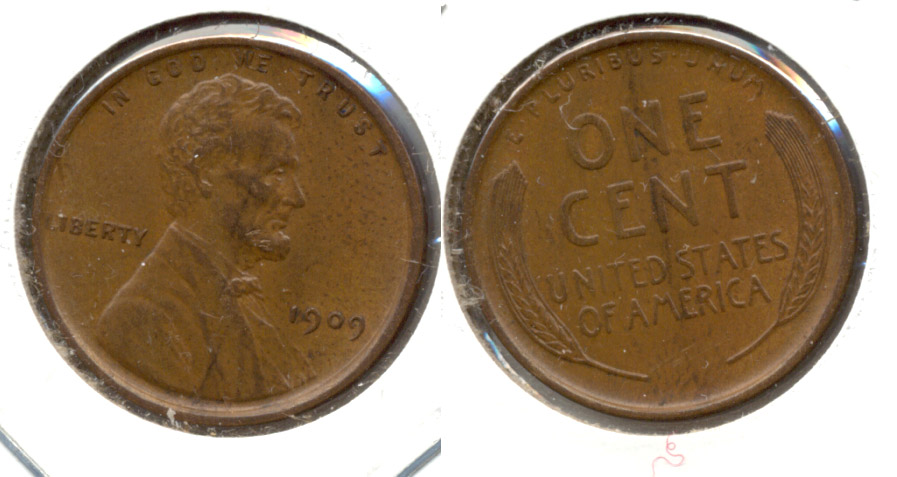 IN GOD WE TRUST
LIBERTY
1909
E·PLURIBUS·UNUM
ONE
CENT
UNITED STATES
OF AMERICA